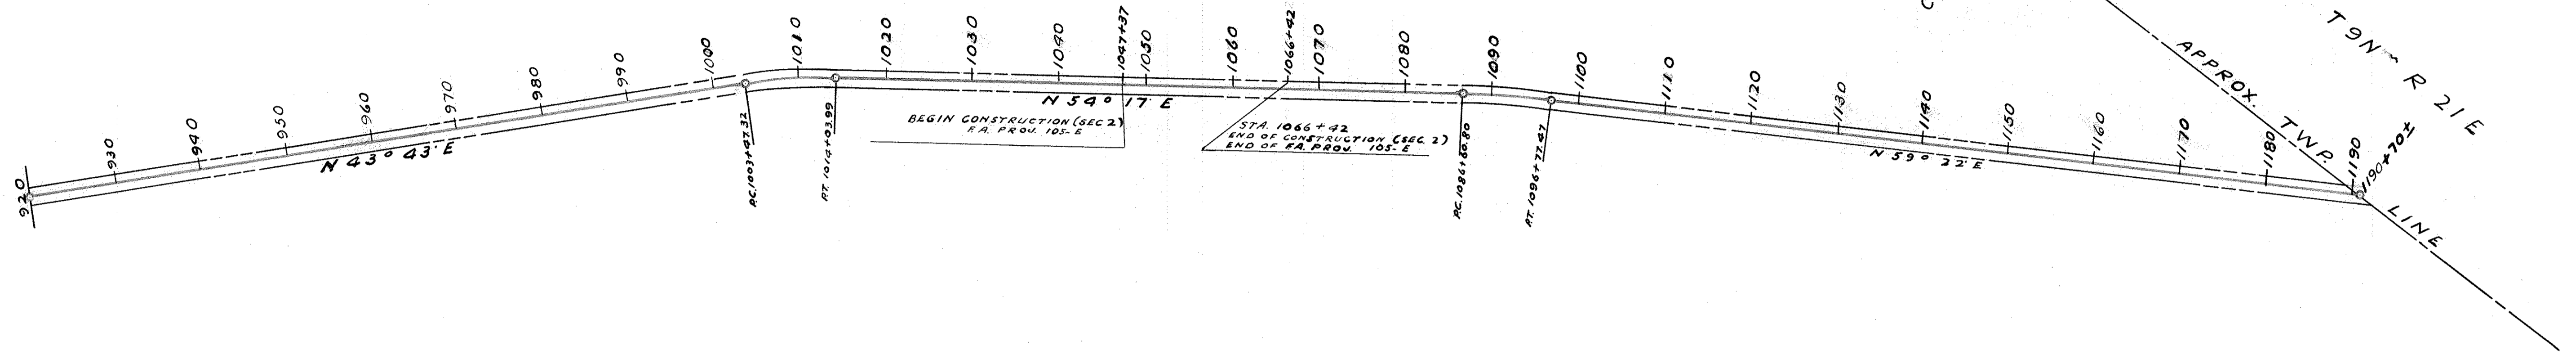 920
930
940
950
960
970
980
990
1000
1010
1020
1030
1040
1047+37
1050
1060
1066+42
1070
1080
1090
1100
1110
1120
1130
1140
1150
1160
1170
1180
1190
1190+70±
N 43° 43' E
P.C. 1003+47.32
P.T. 1014+03.99
N 54° 17' E
BEGIN CONSTRUCTION (SEC 2)
F.A. PROJ. 105-E
STA. 1066+42
END OF CONSTRUCTION (SEC. 2)
END OF F.A. PROJ. 105-E
P.C. 1086+60.80
P.T. 1096+77.47
N 59° 22' E
APPROX. TWP. LINE
T 9N ~ R 21E